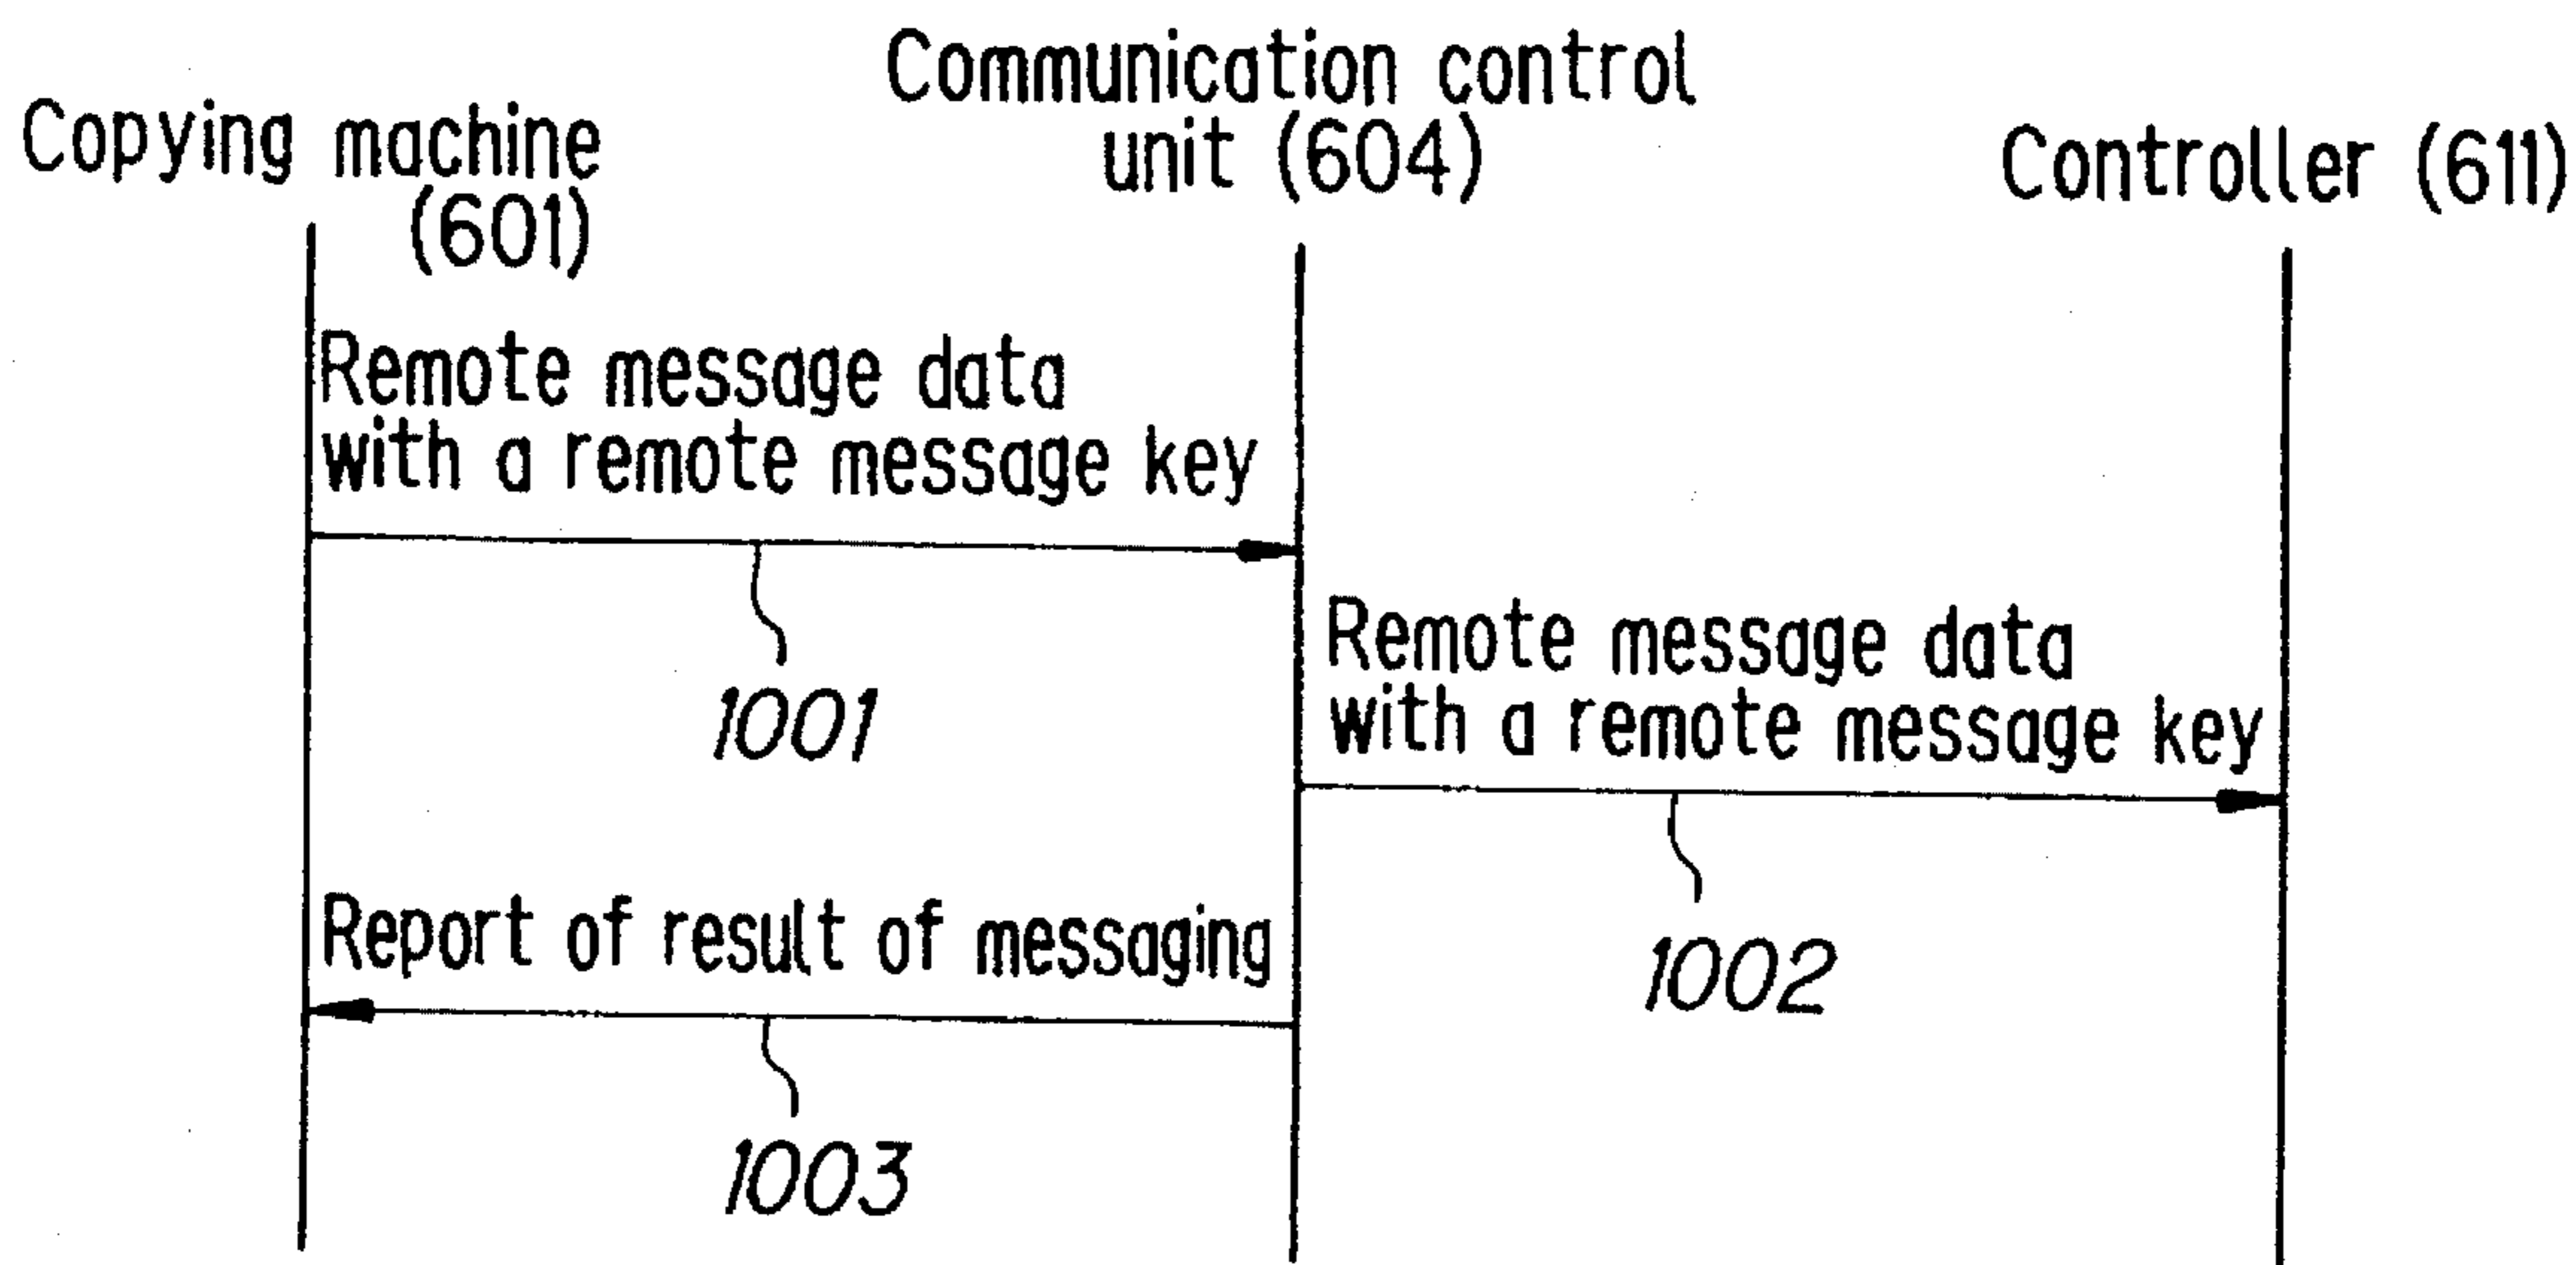 Copying machine
(601)
Communication control
unit (604)
Controller (611)
Remote message data
with a remote message key
1001
Remote message data
with a remote message key
1002
Report of result of messaging
1003